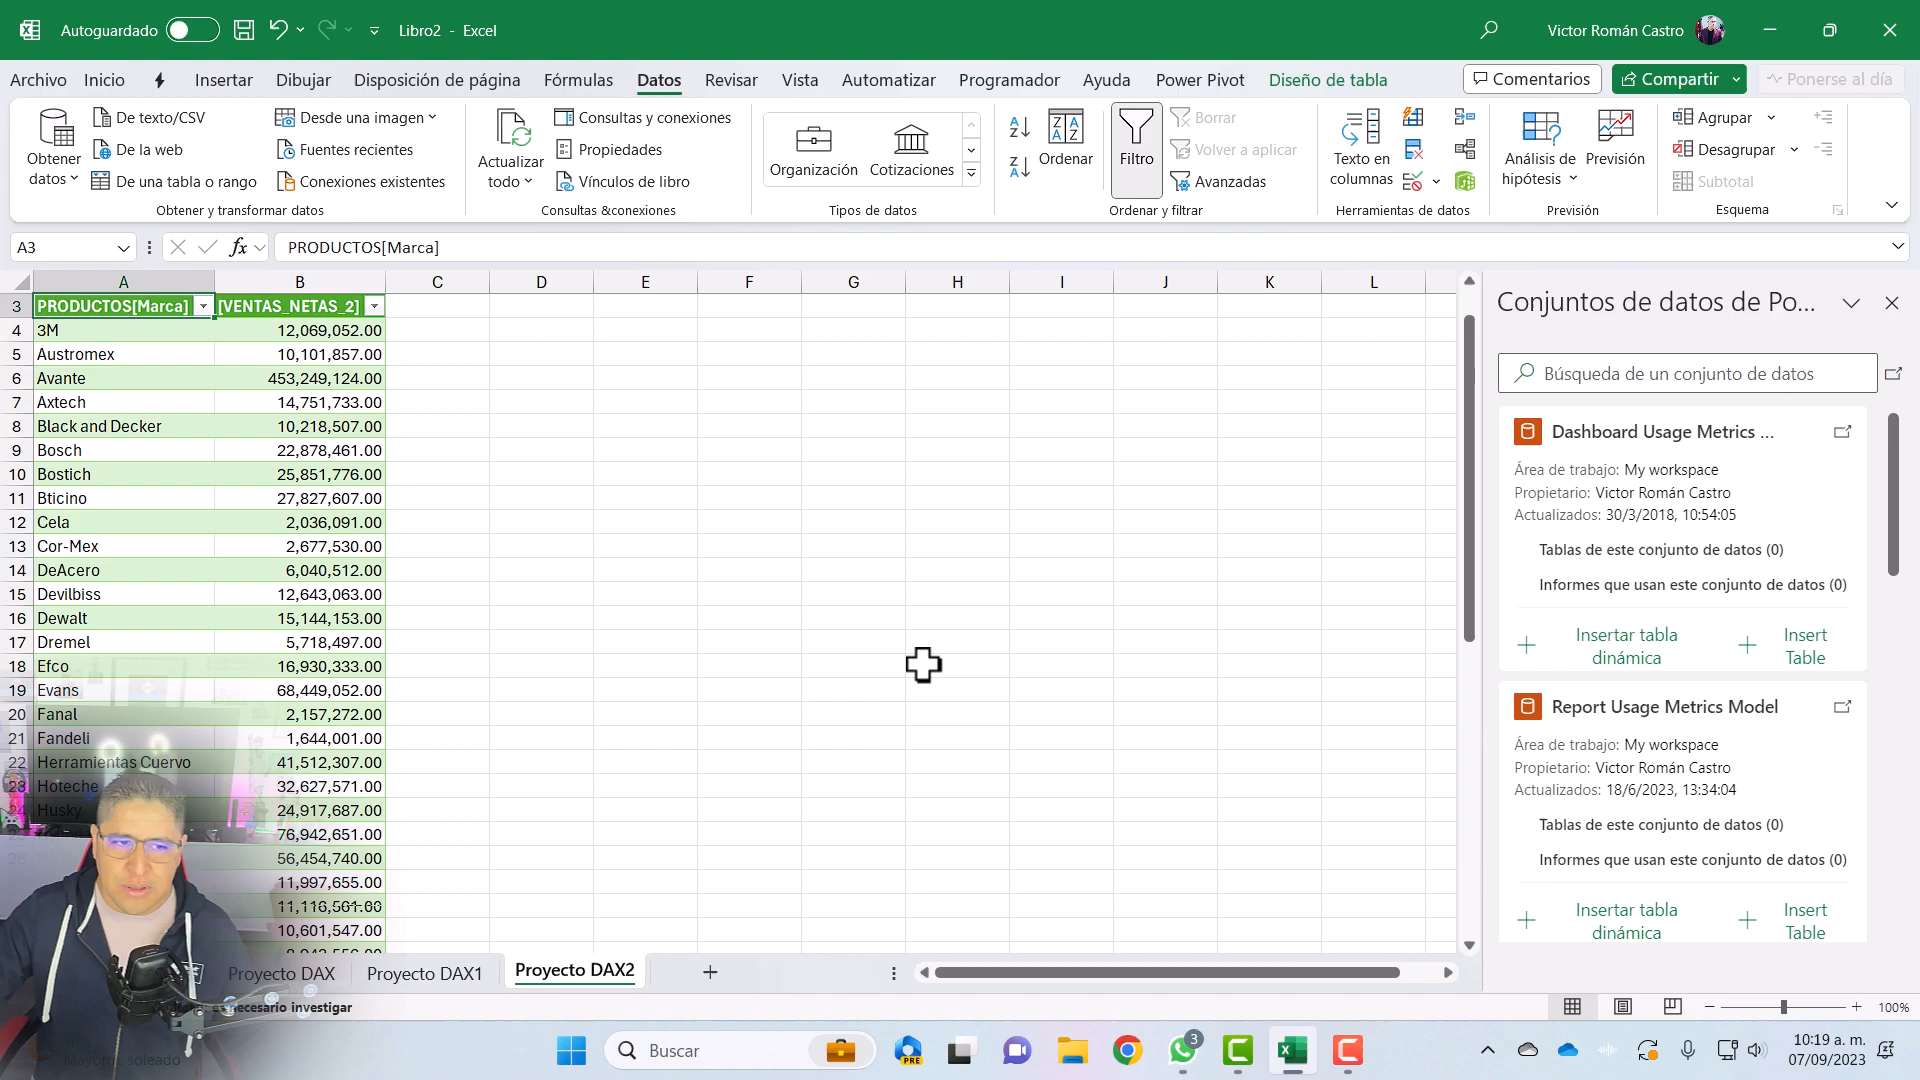 Autoguardado
Libro2 - Excel
Victor Román Castro
Archivo Inicio Insertar Dibujar Disposición de página Fórmulas Datos Revisar Vista Automatizar Programador Ayuda Power Pivot Diseño de tabla
Comentarios
Compartir
Ponerse al día
Obtener datos
De texto/CSV
De la web
De una tabla o rango
Desde una imagen
Fuentes recientes
Conexiones existentes
Obtener y transformar datos
Actualizar todo
Consultas y conexiones
Propiedades
Vínculos de libro
Consultas &conexiones
Organización
Cotizaciones
Tipos de datos
Ordenar
Filtro
Borrar
Volver a aplicar
Avanzadas
Ordenar y filtrar
Texto en columnas
Herramientas de datos
Análisis de hipótesis
Previsión
Previsión
Agrupar
Desagrupar
Subtotal
Esquema
A3
fx
PRODUCTOS[Marca]
A B C D E F G H I J K L
3 PRODUCTOS[Marca] [VENTAS_NETAS_2]
4 3M 12,069,052.00
5 Austromex 10,101,857.00
6 Avante 453,249,124.00
7 Axtech 14,751,733.00
8 Black and Decker 10,218,507.00
9 Bosch 22,878,461.00
10 Bostich 25,851,776.00
11 Bticino 27,827,607.00
12 Cela 2,036,091.00
13 Cor-Mex 2,677,530.00
14 DeAcero 6,040,512.00
15 Devilbiss 12,643,063.00
16 Dewalt 15,144,153.00
17 Dremel 5,718,497.00
18 Efco 16,930,333.00
19 Evans 68,449,052.00
20 Fanal 2,157,272.00
21 Fandeli 1,644,001.00
22 Herramientas Cuervo 41,512,307.00
23 Hoteche 32,627,571.00
24 Husky 24,917,687.00
76,942,651.00
56,454,740.00
11,997,655.00
11,116,561.00
10,601,547.00
Conjuntos de datos de Po...
Búsqueda de un conjunto de datos
Dashboard Usage Metrics ...
Área de trabajo: My workspace
Propietario: Victor Román Castro
Actualizados: 30/3/2018, 10:54:05
Tablas de este conjunto de datos (0)
Informes que usan este conjunto de datos (0)
Insertar tabla dinámica
Insert Table
Report Usage Metrics Model
Área de trabajo: My workspace
Propietario: Victor Román Castro
Actualizados: 18/6/2023, 13:34:04
Tablas de este conjunto de datos (0)
Informes que usan este conjunto de datos (0)
Insertar tabla dinámica
Insert Table
Proyecto DAX Proyecto DAX1 Proyecto DAX2
necesario investigar
100%
soleado
Buscar
PRE
3
10:19 a. m.
07/09/2023